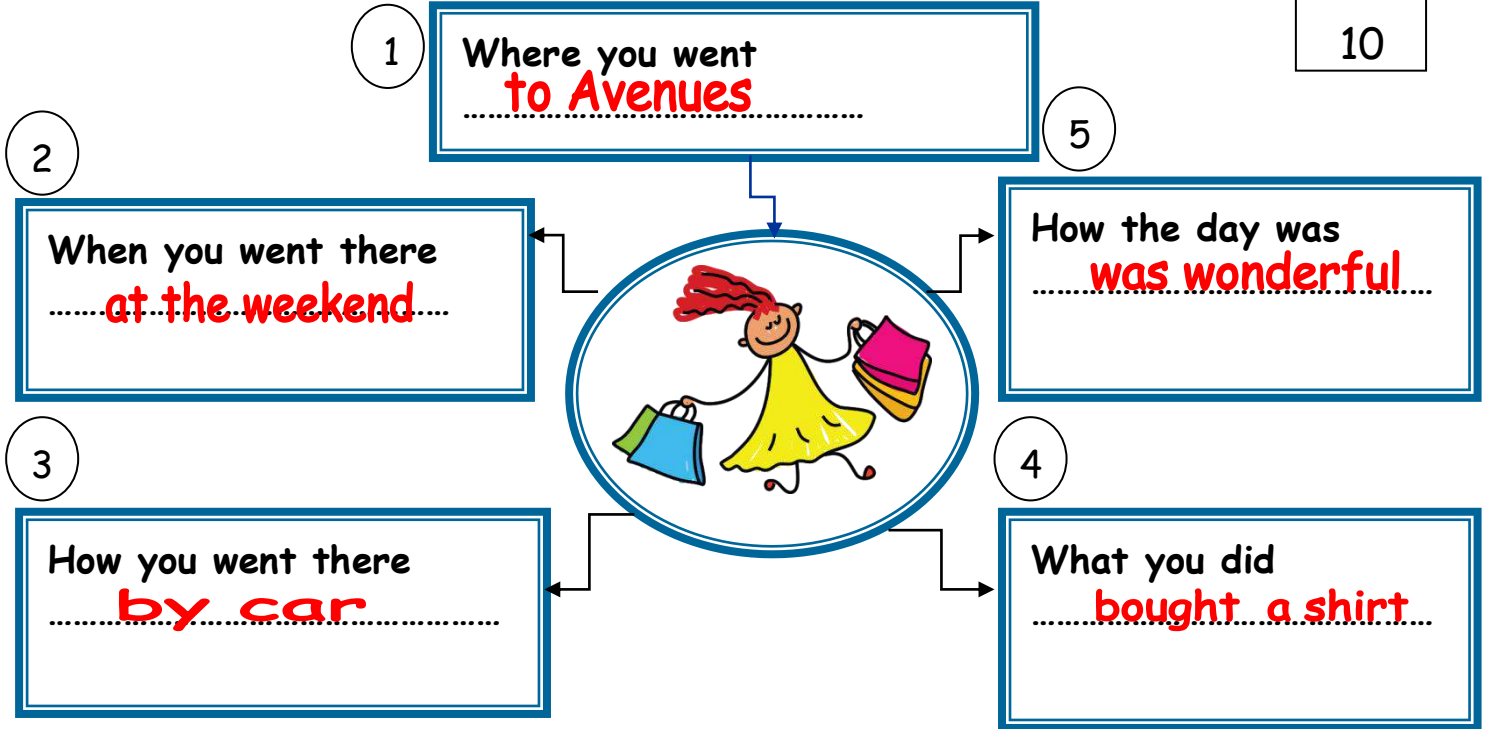 1
Where you went
to Avenues
..................................................
10
2
When you went there
at the weekend
..................................................
3
How you went there
by car
........................................................
4
What you did
bought a shirt
..................................................
5
How the day was
was wonderful
..................................................